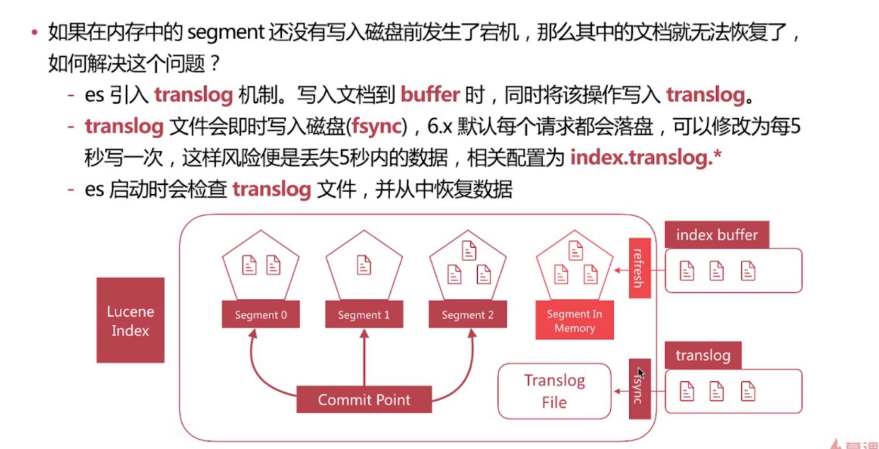 • 如果在内存中的 segment 还没有写入磁盘前发生了宕机，那么其中的文档就无法恢复了，
如何解决这个问题？
- es 引入 translog 机制。写入文档到 buffer 时，同时将该操作写入 translog。
- translog 文件会即时写入磁盘(fsync)，6.x 默认每个请求都会落盘，可以修改为每5
秒写一次，这样风险便是丢失5秒内的数据，相关配置为 index.translog.*
- es 启动时会检查 translog 文件，并从中恢复数据
index buffer
refresh
Segment 0
Segment 1
Segment 2
Segment In
Memory
Lucene
Index
translog
fsync
Translog
File
Commit Point